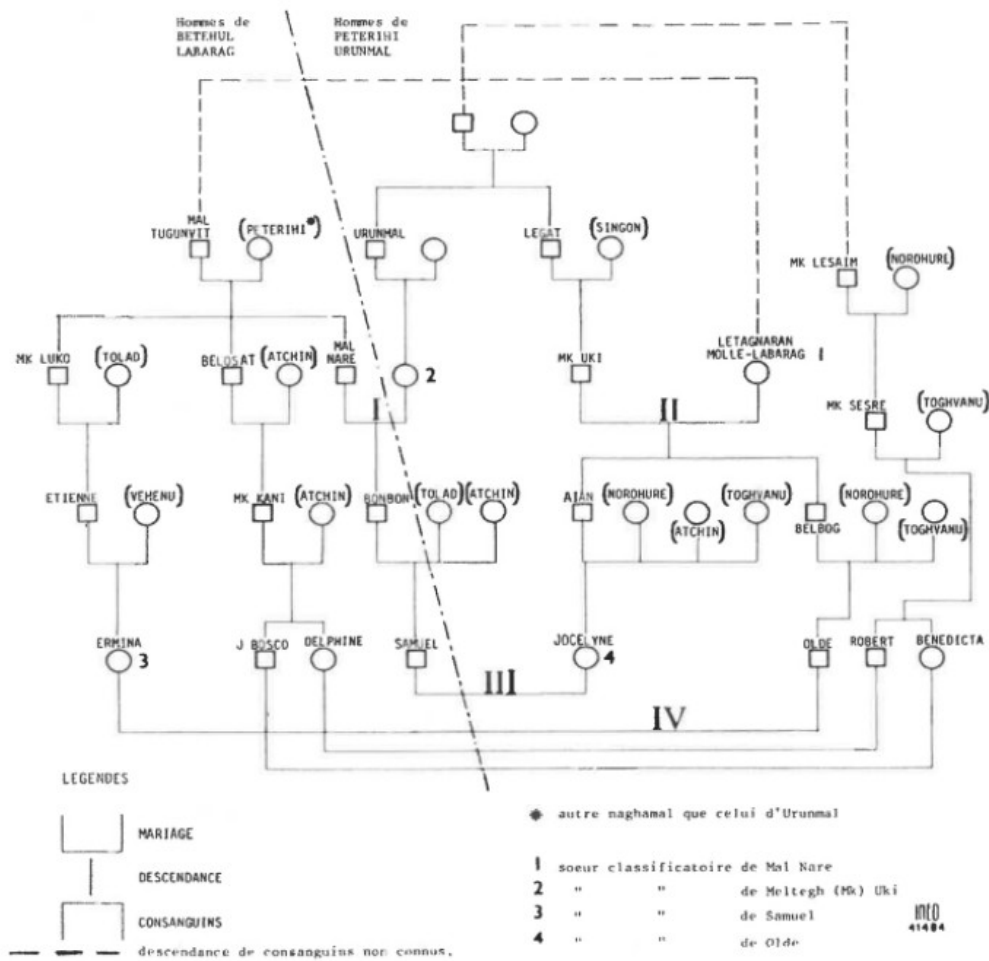 Hommes de
BETEHUL
LABARAG
Hommes de
PETERIHI
URUNMAL
MAL
TUGUNVIT
(PETERIHI*)
URUNMAL
LEGAT
(SINGON)
MK LESAIM
(NORDHURE)
MK LUKO
(TOLAD)
BELOSAT
(ATCHIN)
MAL
NARE
2
MK UKI
LETAGNARAN
MOLLE-LABARAG
1
MK SESRE
(TOGHVANU)
I
II
ETIENNE
(VEHENU)
MK KANI
(ATCHIN)
BONBON
(TOLAD)
(ATCHIN)
AIAN
(NORDHURE)
(ATCHIN)
(TOGHVANU)
BELBOG
(NORDHURE)
(TOGHVANU)
ERMINA
3
J BOSCO
DELPHINE
SAMUEL
JOCELYNE
4
OLDE
ROBERT
BENEDICTA
III
IV
LEGENDES
MARIAGE
DESCENDANCE
CONSANGUINS
descendance de consanguins non connus.
* autre naghamal que celui d'Urunmal
1 soeur classificatoire de Mal Nare
2 " " de Meltegh (Mk) Uki
3 " " de Samuel
4 " " de Olde
41484